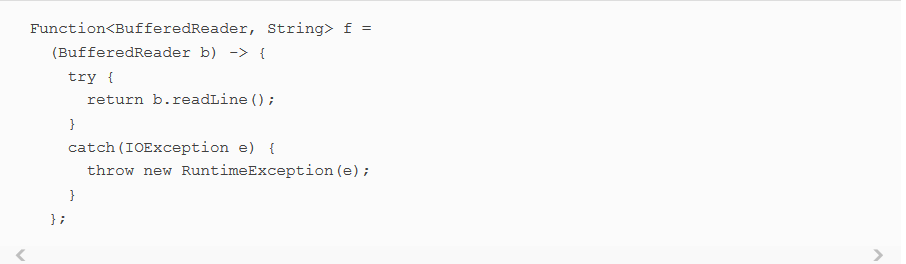 Function<BufferedReader, String> f =
(BufferedReader b) -> {
try {
return b.readLine();
}
catch(IOException e) {
throw new RuntimeException(e);
}
};